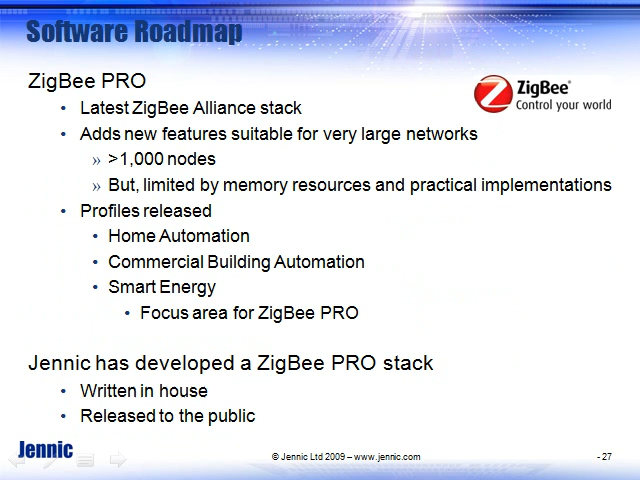 Software Roadmap
ZigBee PRO
ZigBee®
Control your world
• Latest ZigBee Alliance stack
• Adds new features suitable for very large networks
» >1,000 nodes
» But, limited by memory resources and practical implementations
• Profiles released
• Home Automation
• Commercial Building Automation
• Smart Energy
• Focus area for ZigBee PRO
Jennic has developed a ZigBee PRO stack
• Written in house
• Released to the public
Jennic
© Jennic Ltd 2009 – www.jennic.com
- 27